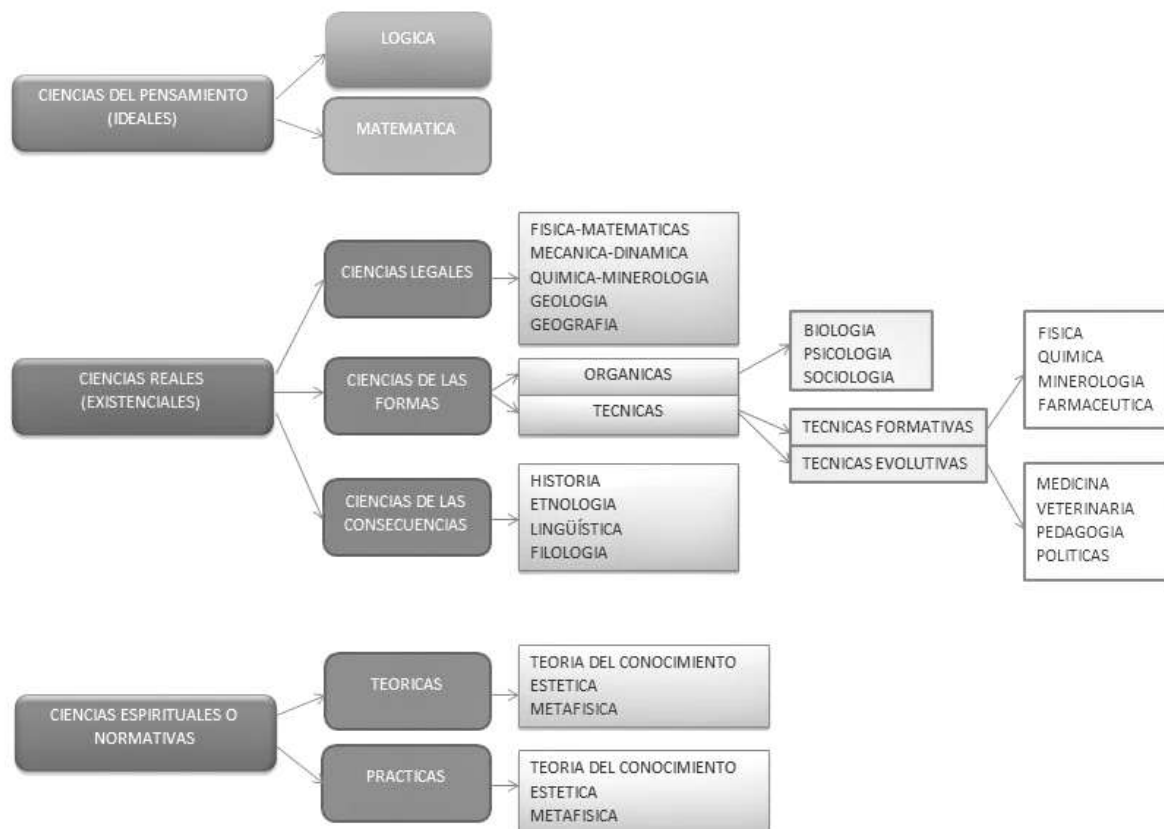 LOGICA
CIENCIAS DEL PENSAMIENTO
(IDEALES)
MATEMATICA
CIENCIAS REALES
(EXISTENCIALES)
CIENCIAS LEGALES
FISICA-MATEMATICAS
MECANICA-DINAMICA
QUIMICA-MINEROLOGIA
GEOLOGIA
GEOGRAFIA
CIENCIAS DE LAS
FORMAS
ORGANICAS
TECNICAS
BIOLOGIA
PSICOLOGIA
SOCIOLOGIA
TECNICAS FORMATIVAS
TECNICAS EVOLUTIVAS
FISICA
QUIMICA
MINEROLOGIA
FARMACEUTICA
MEDICINA
VETERINARIA
PEDAGOGIA
POLITICAS
CIENCIAS DE LAS
CONSECUENCIAS
HISTORIA
ETNOLOGIA
LINGÜÍSTICA
FILOLOGIA
CIENCIAS ESPIRITUALES O
NORMATIVAS
TEORICAS
TEORIA DEL CONOCIMIENTO
ESTETICA
METAFISICA
PRACTICAS
TEORIA DEL CONOCIMIENTO
ESTETICA
METAFISICA